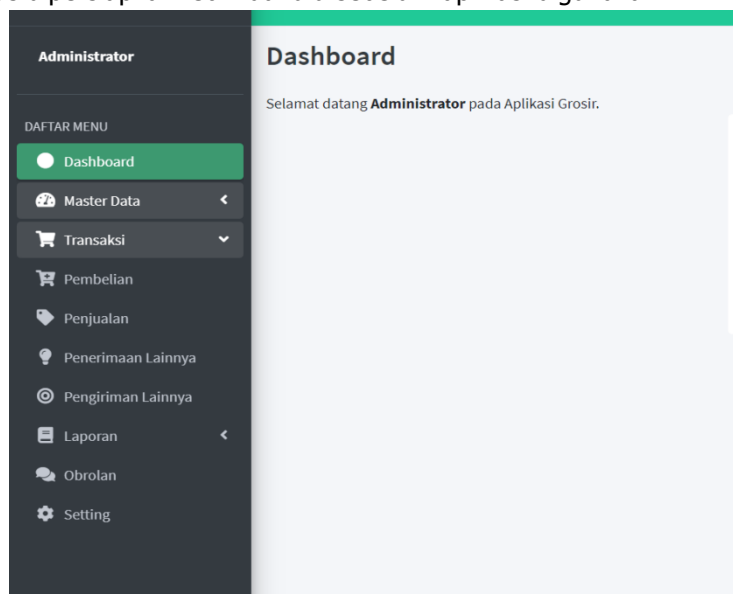 Administrator
Dashboard
Selamat datang Administrator pada Aplikasi Grosir.
DAFTAR MENU
Dashboard
Master Data
Transaksi
Pembelian
Penjualan
Penerimaan Lainnya
Pengiriman Lainnya
Laporan
Obrolan
Setting